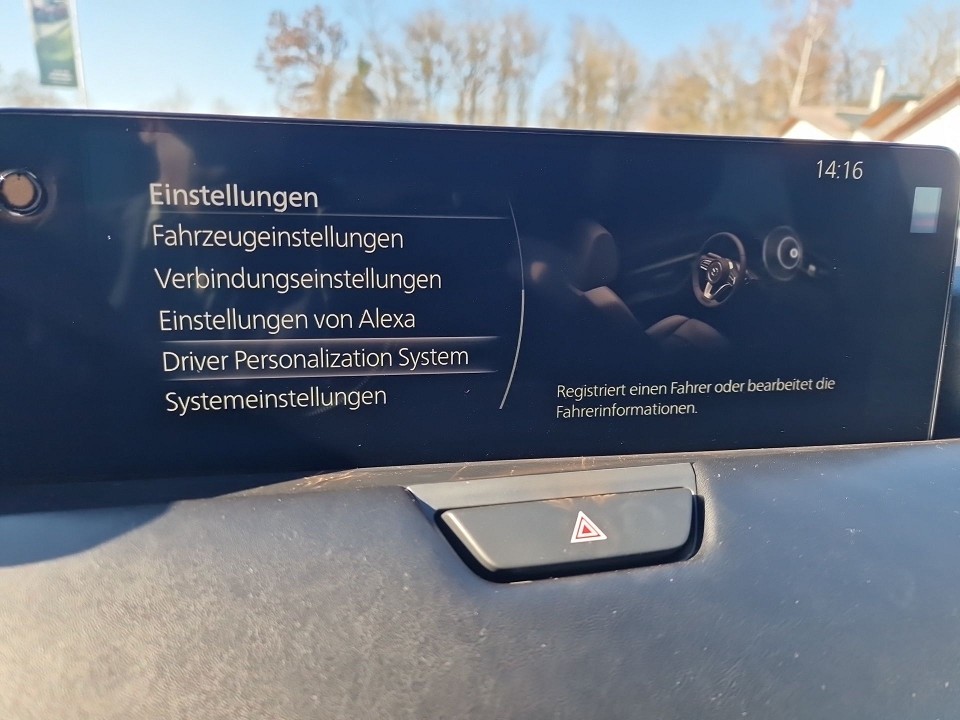 14:16
Einstellungen
Fahrzeugeinstellungen
Verbindungseinstellungen
Einstellungen von Alexa
Driver Personalization System
Systemeinstellungen
Registriert einen Fahrer oder bearbeitet die
Fahrerinformationen.